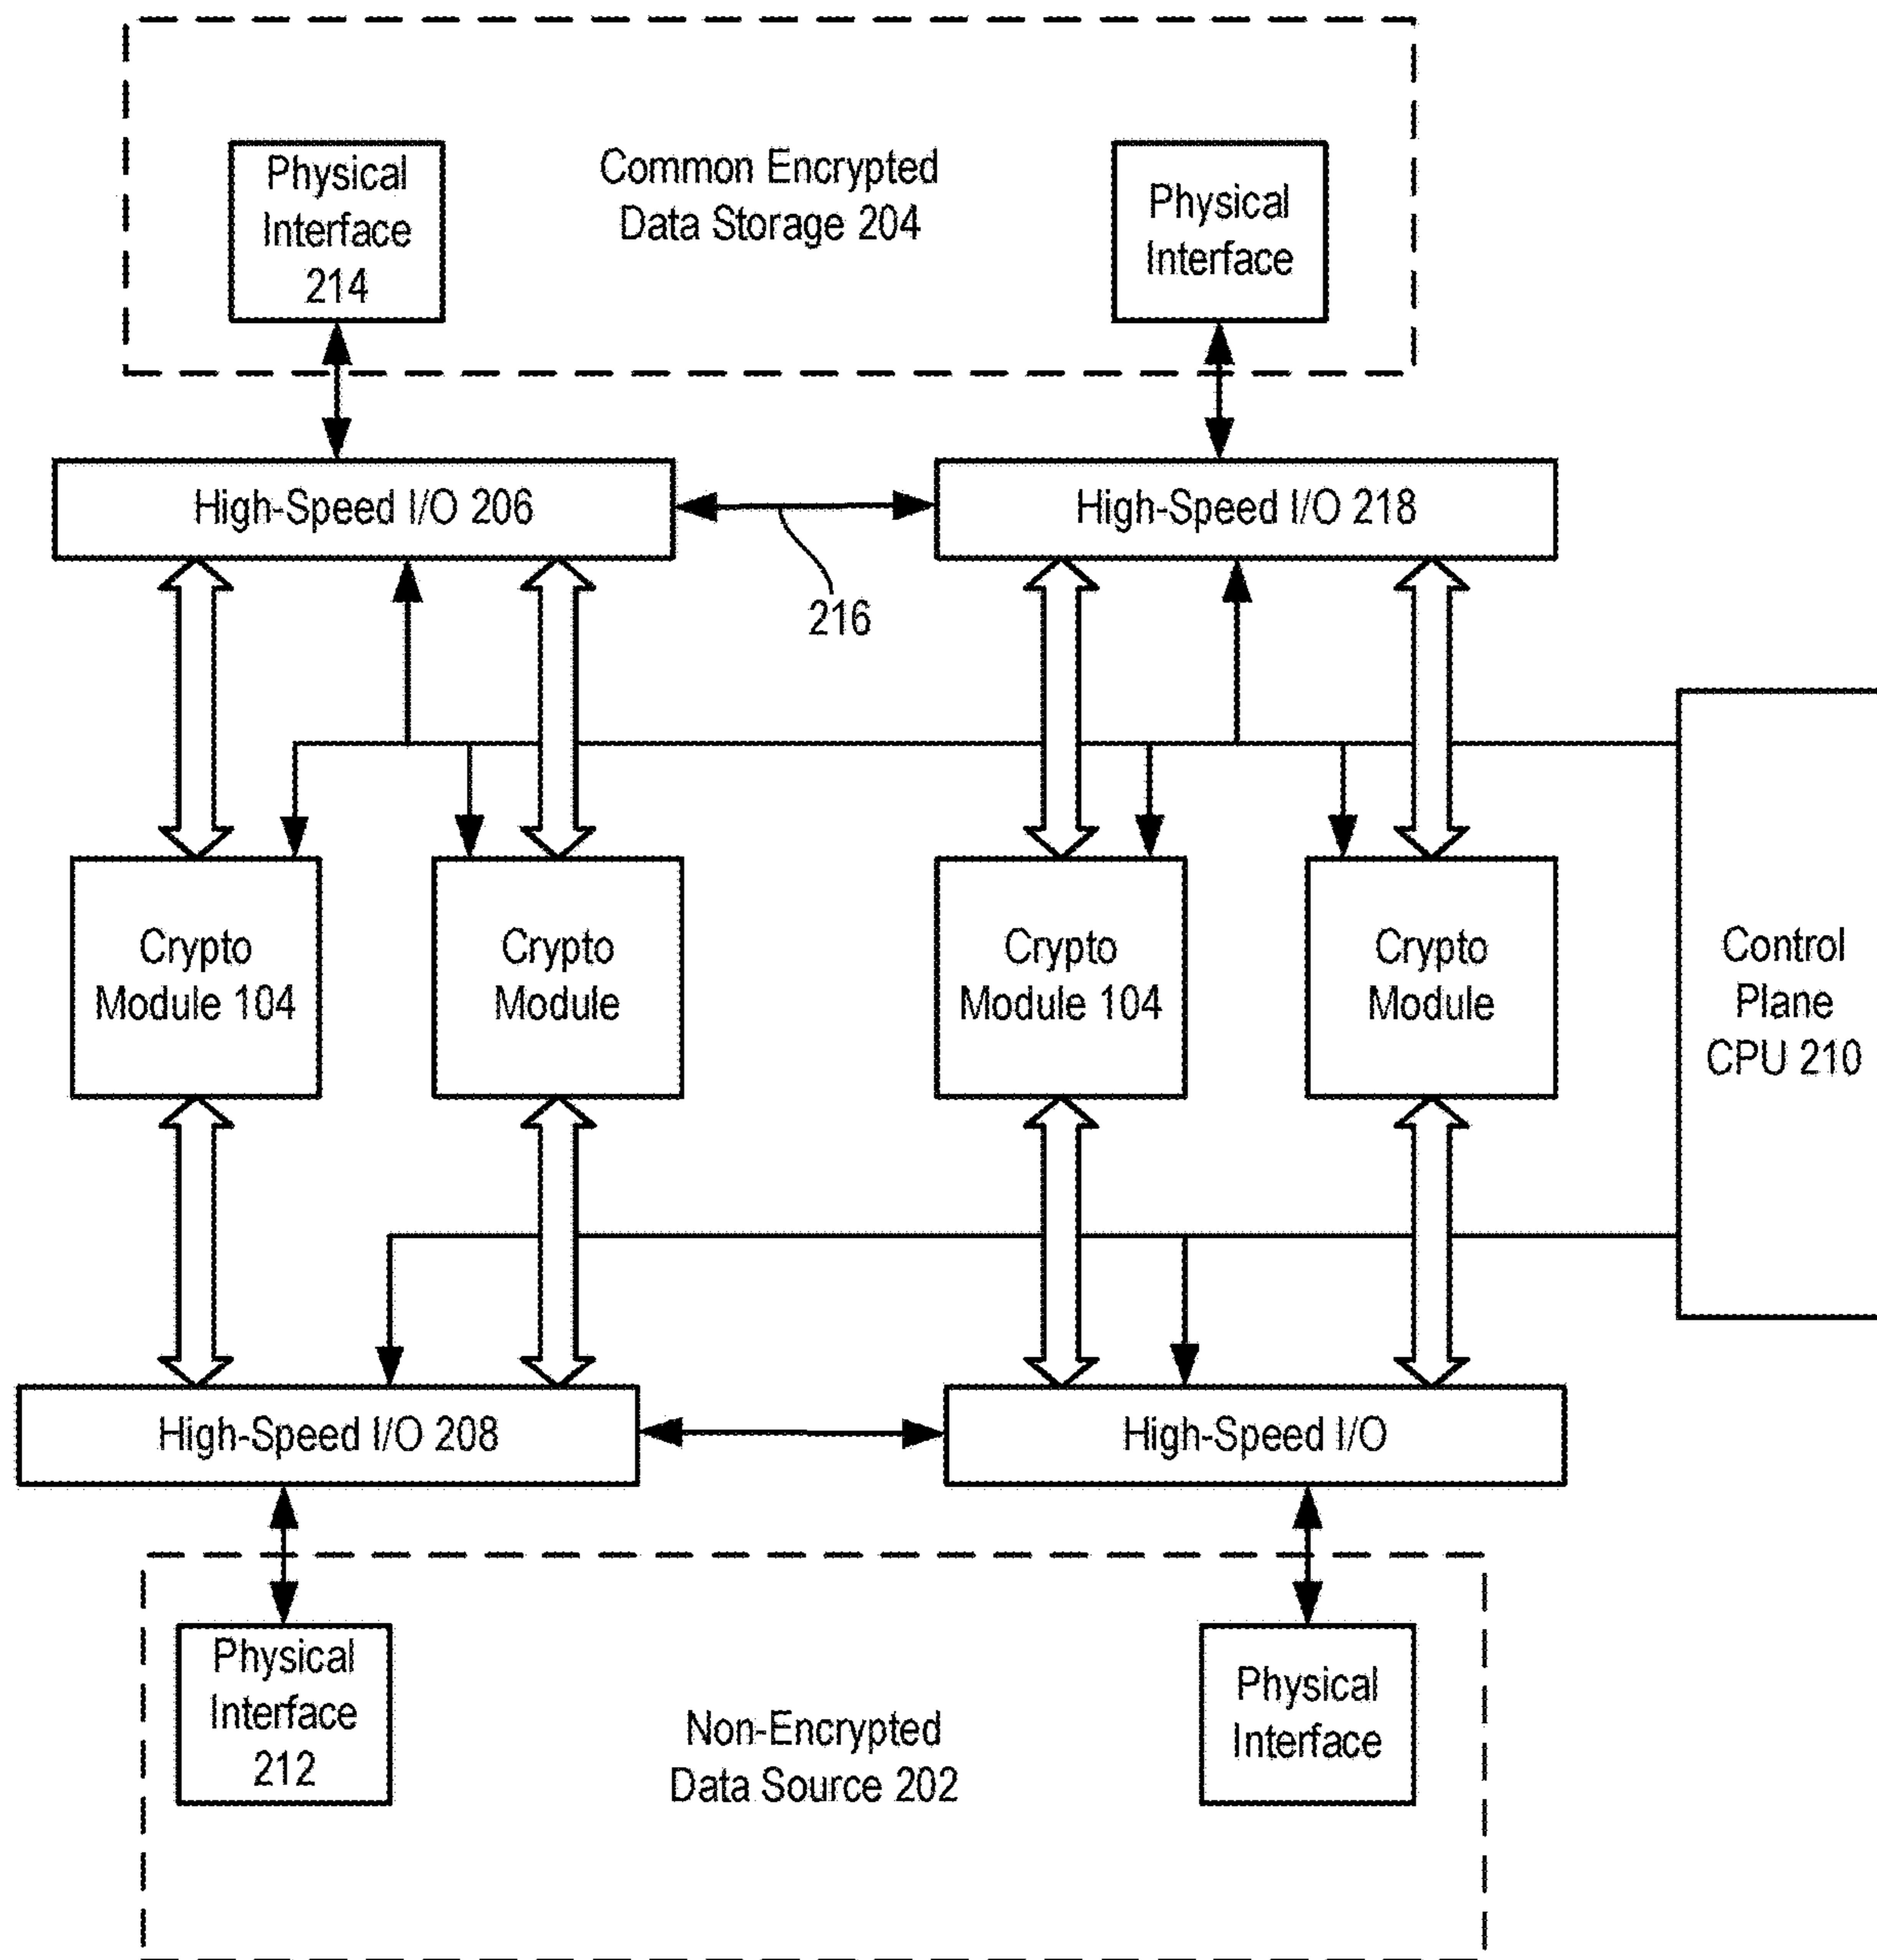 Physical
Interface
214
Common Encrypted
Data Storage 204
Physical
Interface
High-Speed I/O 206
High-Speed I/O 218
216
Crypto
Module 104
Crypto
Module
Crypto
Module 104
Crypto
Module
Control
Plane
CPU 210
High-Speed I/O 208
High-Speed I/O
Physical
Interface
212
Non-Encrypted
Data Source 202
Physical
Interface